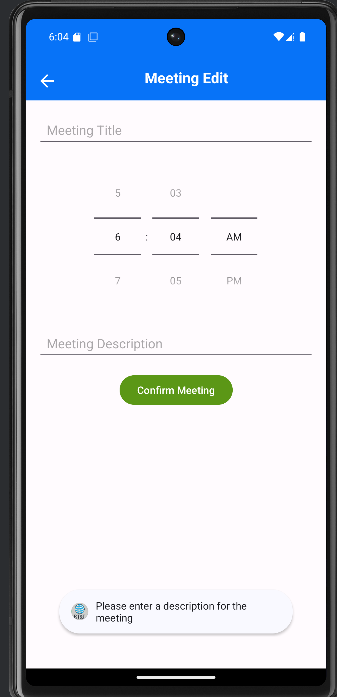 6:04
Meeting Edit
Meeting Title
5 03
6 : 04 AM
7 05 PM
Meeting Description
Confirm Meeting
Please enter a description for the
meeting